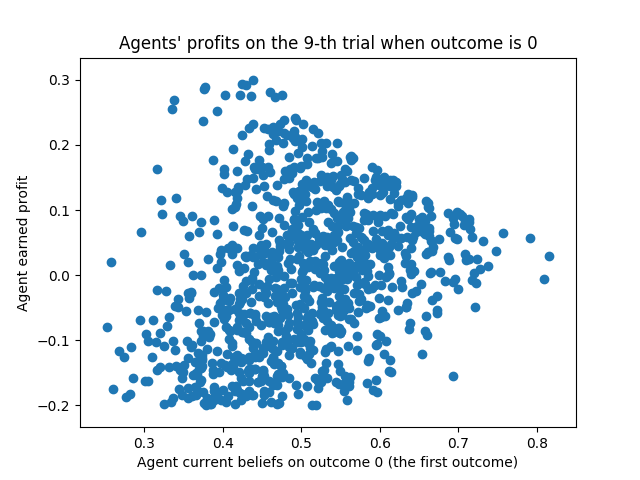 Agents' profits on the 9-th trial when outcome is 0
0.3
0.2
0.1
0.0
−0.1
−0.2
Agent earned profit
0.3 0.4 0.5 0.6 0.7 0.8
Agent current beliefs on outcome 0 (the first outcome)